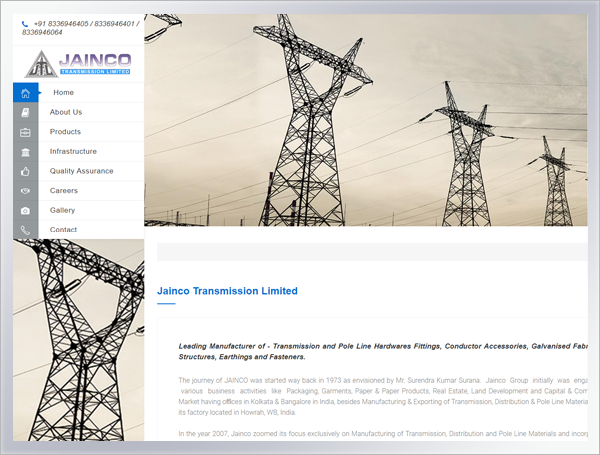 +91 8336946405 / 8336946401 /
8336946064
JAINCO
TRANSMISSION LIMITED
Home
About Us
Products
Infrastructure
Quality Assurance
Careers
Gallery
Contact
Jainco Transmission Limited
Leading Manufacturer of - Transmission and Pole Line Hardwares Fittings, Conductor Accessories, Galvanised Fabr
Structures, Earthings and Fasteners.
The journey of JAINCO was started way back in 1973 as envisioned by Mr. Surendra Kumar Surana. Jainco Group initially was enga
various business activities like Packaging, Garments, Paper & Paper Products, Real Estate, Land Development and Capital & Com
Market having offices in Kolkata & Bangalore in India, besides Manufacturing & Exporting of Transmission, Distribution & Pole Line Materia
its factory located in Howrah, WB, India.
In the year 2007, Jainco zoomed its focus exclusively on Manufacturing of Transmission, Distribution and Pole Line Materials and incorp